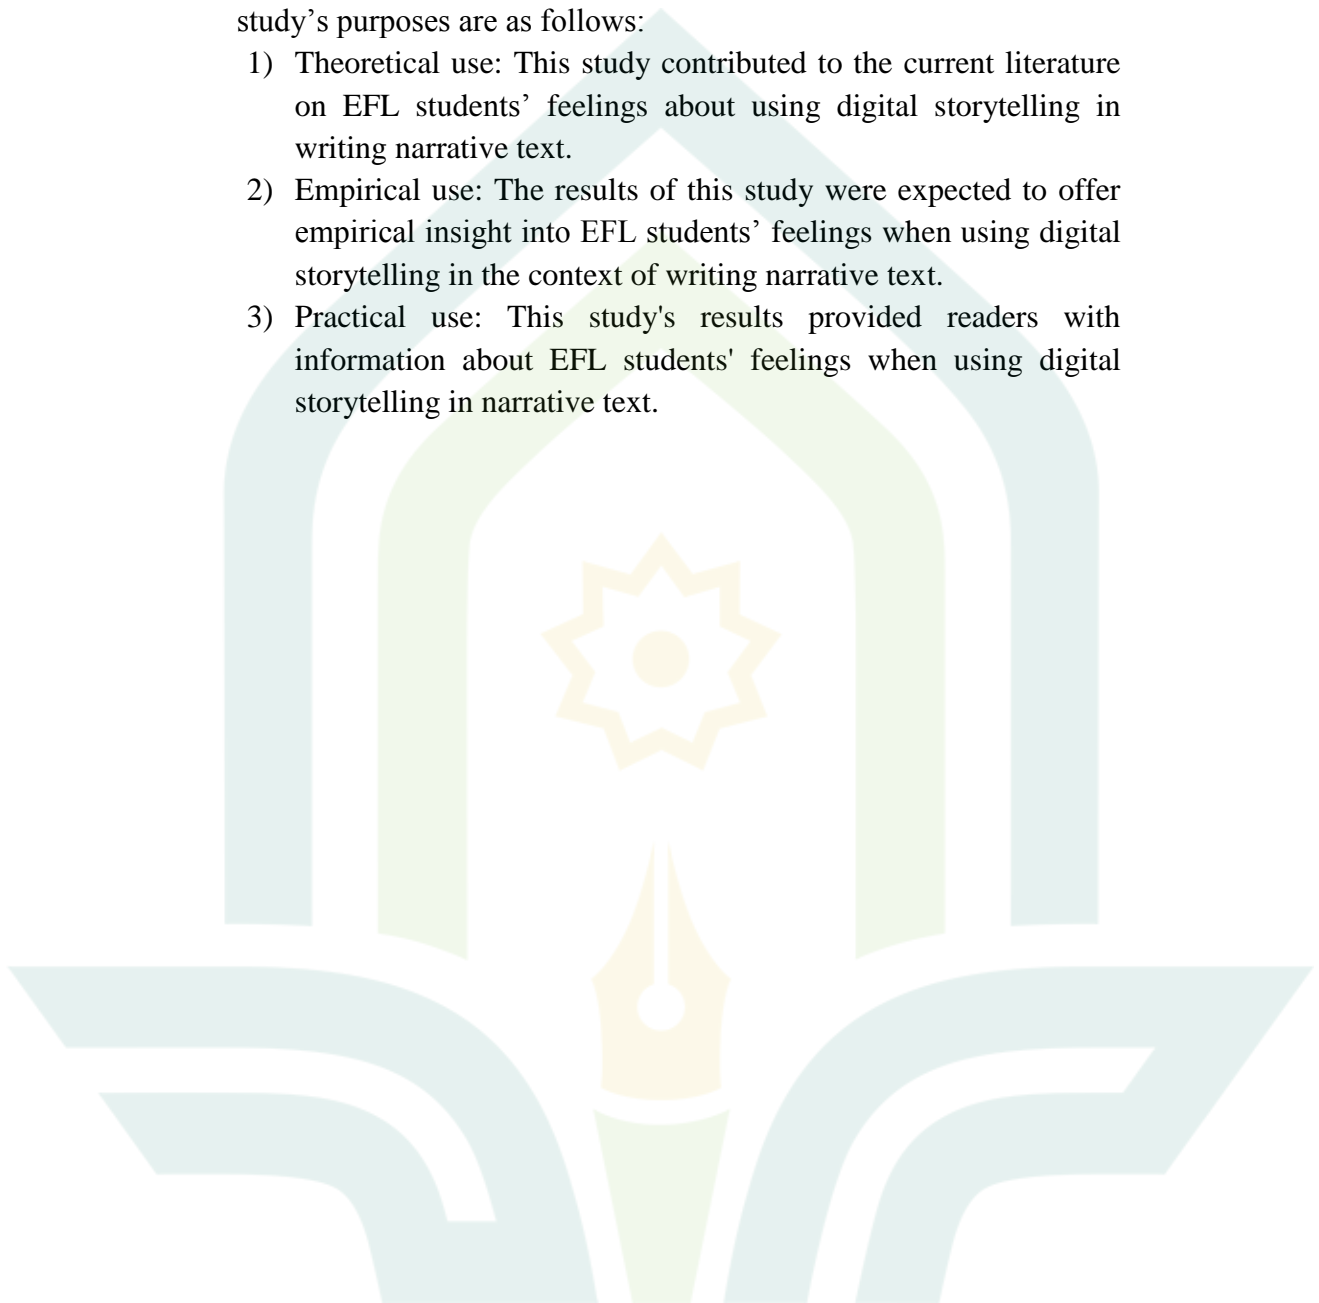 study’s purposes are as follows:
1) Theoretical use: This study contributed to the current literature
on EFL students’ feelings about using digital storytelling in
writing narrative text.
2) Empirical use: The results of this study were expected to offer
empirical insight into EFL students’ feelings when using digital
storytelling in the context of writing narrative text.
3) Practical use: This study's results provided readers with
information about EFL students' feelings when using digital
storytelling in narrative text.